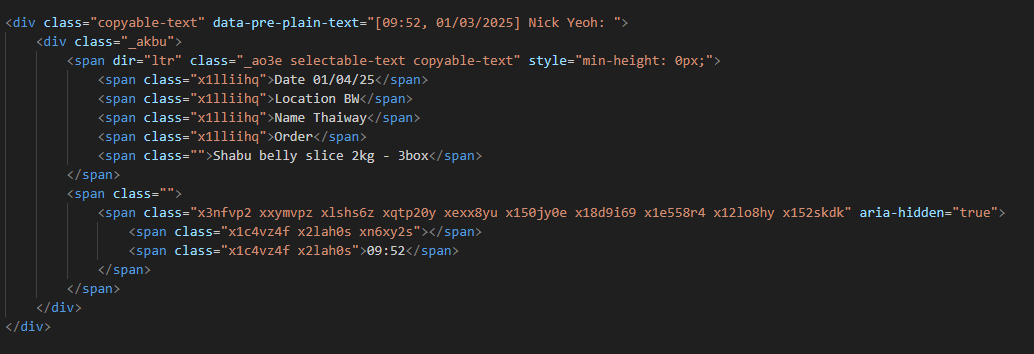 <div class="copyable-text" data-pre-plain-text="[09:52, 01/03/2025] Nick Yeoh: ">
<div class="_akbu">
<span dir="ltr" class="_ao3e selectable-text copyable-text" style="min-height: 0px;">
<span class="x1lliihq">Date 01/04/25</span>
<span class="x1lliihq">Location BW</span>
<span class="x1lliihq">Name Thaiway</span>
<span class="x1lliihq">Order</span>
<span class="">Shabu belly slice 2kg - 3box</span>
</span>
<span class="">
<span class="x3nfvp2 xxymvpz xlshs6z xqtp20y xexx8yu x150jy0e x18d9i69 x1e558r4 x12lo8hy x152skdk" aria-hidden="true">
<span class="x1c4vz4f x2lah0s xn6xy2s"></span>
<span class="x1c4vz4f x2lah0s">09:52</span>
</span>
</span>
</div>
</div>